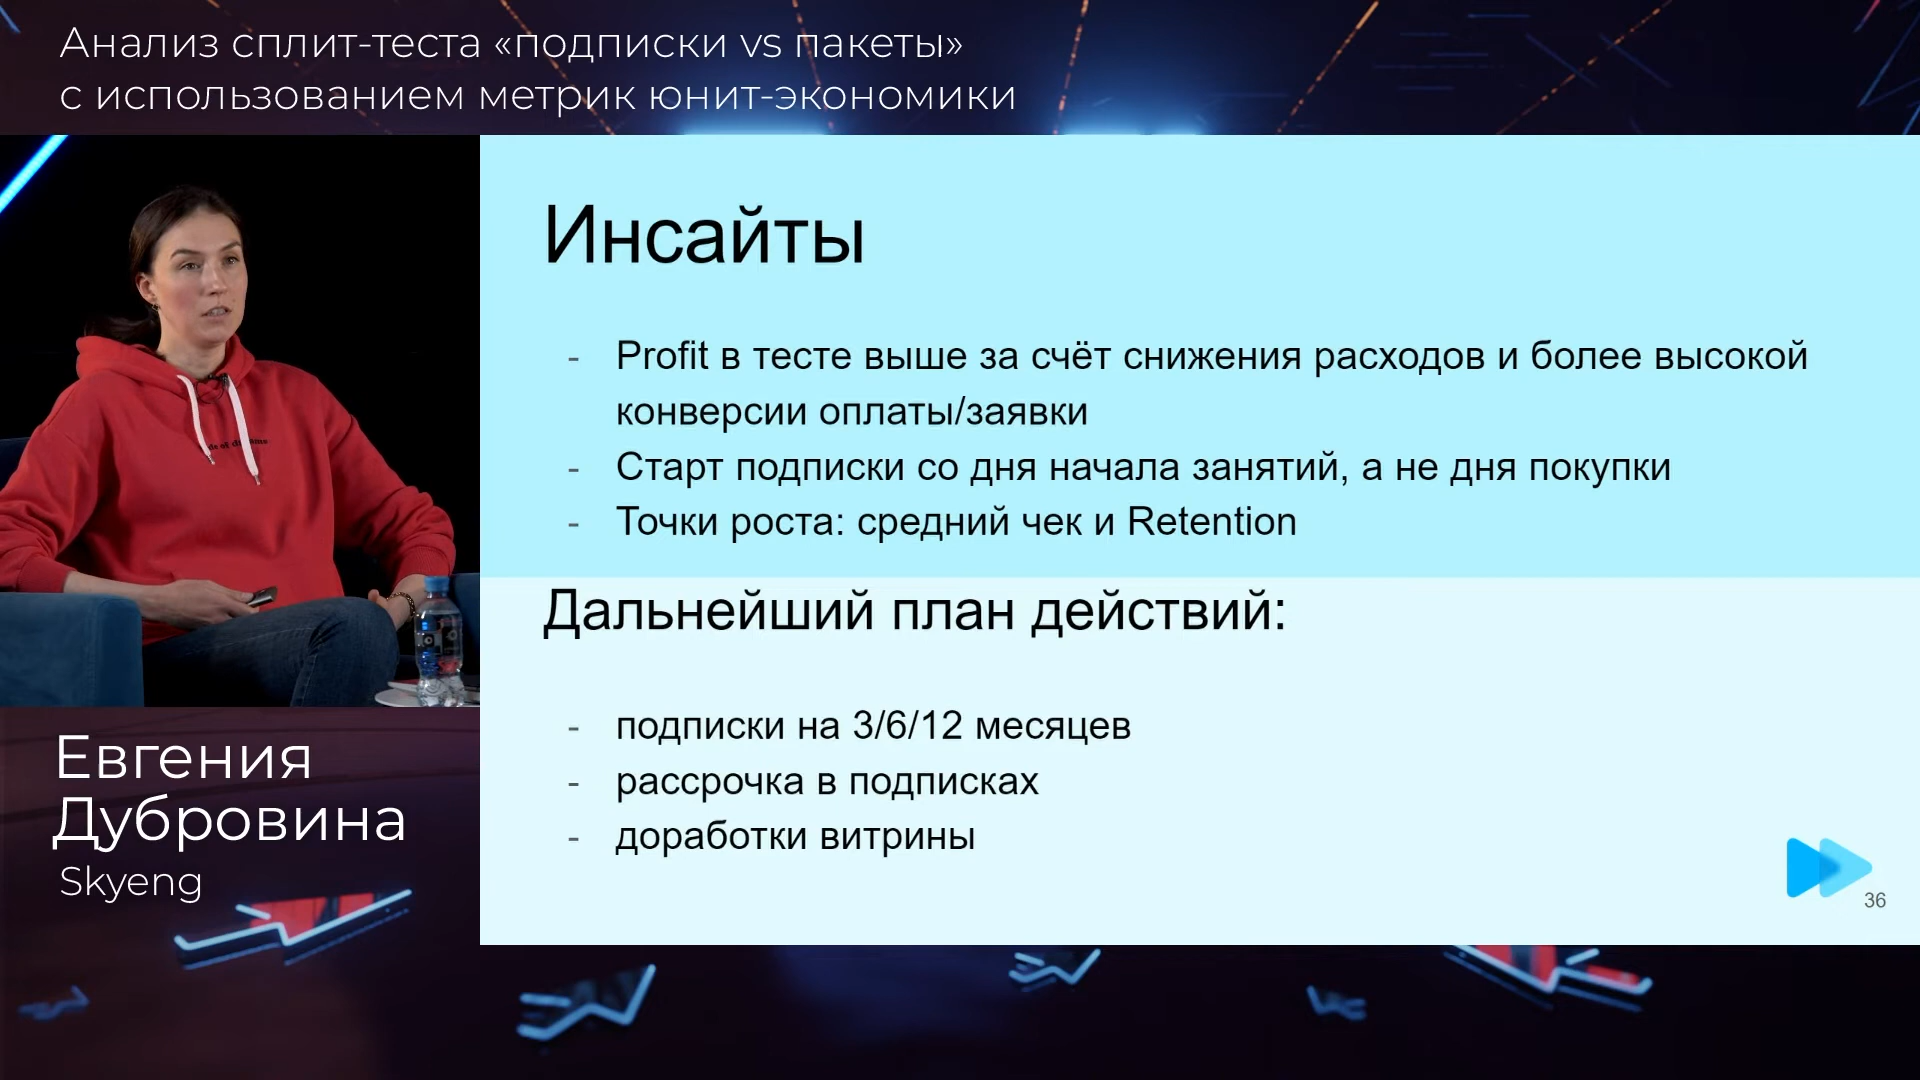 Анализ сплит-теста «подписки vs пакеты»
с использованием метрик юнит-экономики
Инсайты
- Profit в тесте выше за счёт снижения расходов и более высокой
конверсии оплаты/заявки
- Старт подписки со дня начала занятий, а не дня покупки
- Точки роста: средний чек и Retention
Дальнейший план действий:
- подписки на 3/6/12 месяцев
- рассрочка в подписках
- доработки витрины
36
Евгения
Дубровина
Skyeng